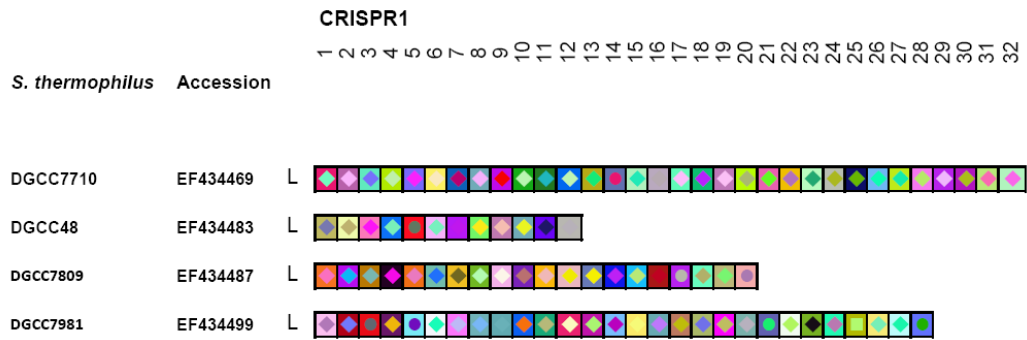 CRISPR1
1 2 3 4 5 6 7 8 9 10 11 12 13 14 15 16 17 18 19 20 21 22 23 24 25 26 27 28 29 30 31 32
S. thermophilus Accession
DGCC7710 EF434469 L
DGCC48 EF434483 L
DGCC7809 EF434487 L
DGCC7981 EF434499 L